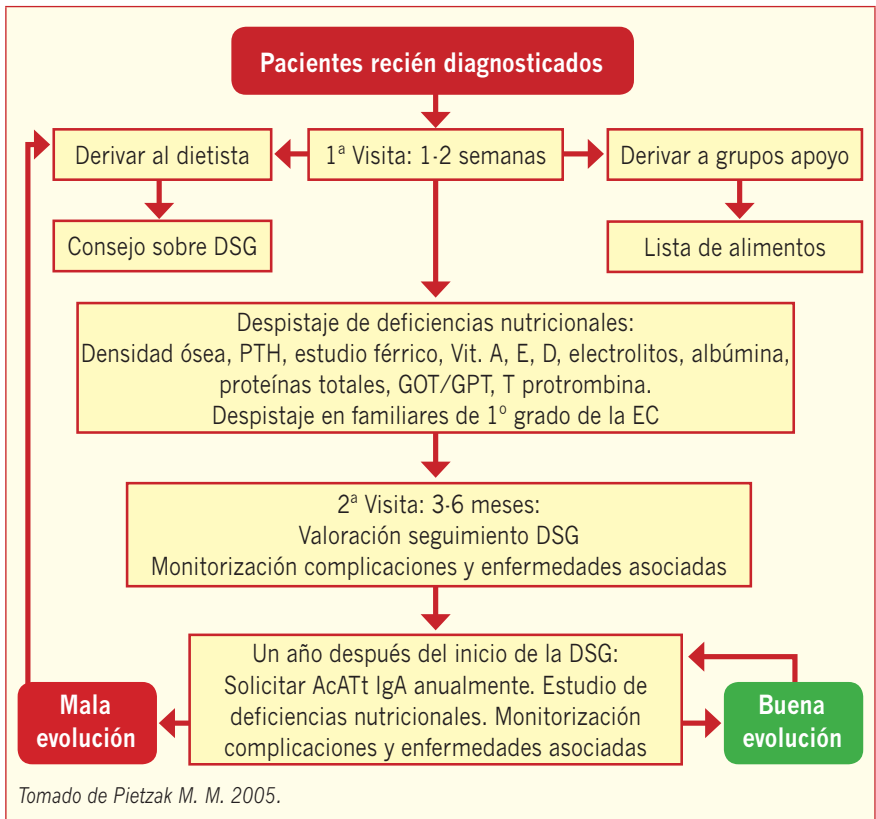 Pacientes recién diagnosticados
Derivar al dietista
1ª Visita: 1-2 semanas
Derivar a grupos apoyo
Consejo sobre DSG
Lista de alimentos
Despistaje de deficiencias nutricionales:
Densidad ósea, PTH, estudio férrico, Vit. A, E, D, electrolitos, albúmina,
proteínas totales, GOT/GPT, T protrombina.
Despistaje en familiares de 1º grado de la EC
2ª Visita: 3-6 meses:
Valoración seguimiento DSG
Monitorización complicaciones y enfermedades asociadas
Un año después del inicio de la DSG:
Solicitar AcATt IgA anualmente. Estudio de
deficiencias nutricionales. Monitorización
complicaciones y enfermedades asociadas
Mala
evolución
Buena
evolución
Tomado de Pietzak M. M. 2005.